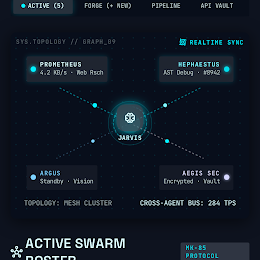 ACTIVE (5) FORGE (+ NEW) PIPELINE API VAULT
SYS.TOPOLOGY // GRAPH_09 REALTIME SYNC
PROMETHEUS
4.2 KB/s · Web Rsch
HEPHAESTUS
AST Debug · #8942
JARVIS
ARGUS
Standby · Vision
AEGIS SEC
Encrypted · Vault
TOPOLOGY: MESH CLUSTER CROSS-AGENT BUS: 284 TPS
ACTIVE SWARM
ROSTER
MK-85
PROTOCOL